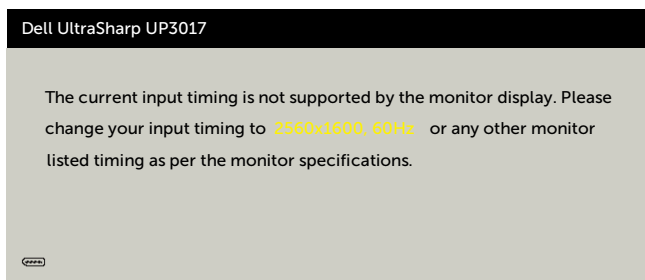 Dell UltraSharp UP3017
The current input timing is not supported by the monitor display. Please
change your input timing to 2560x1600, 60Hz or any other monitor
listed timing as per the monitor specifications.